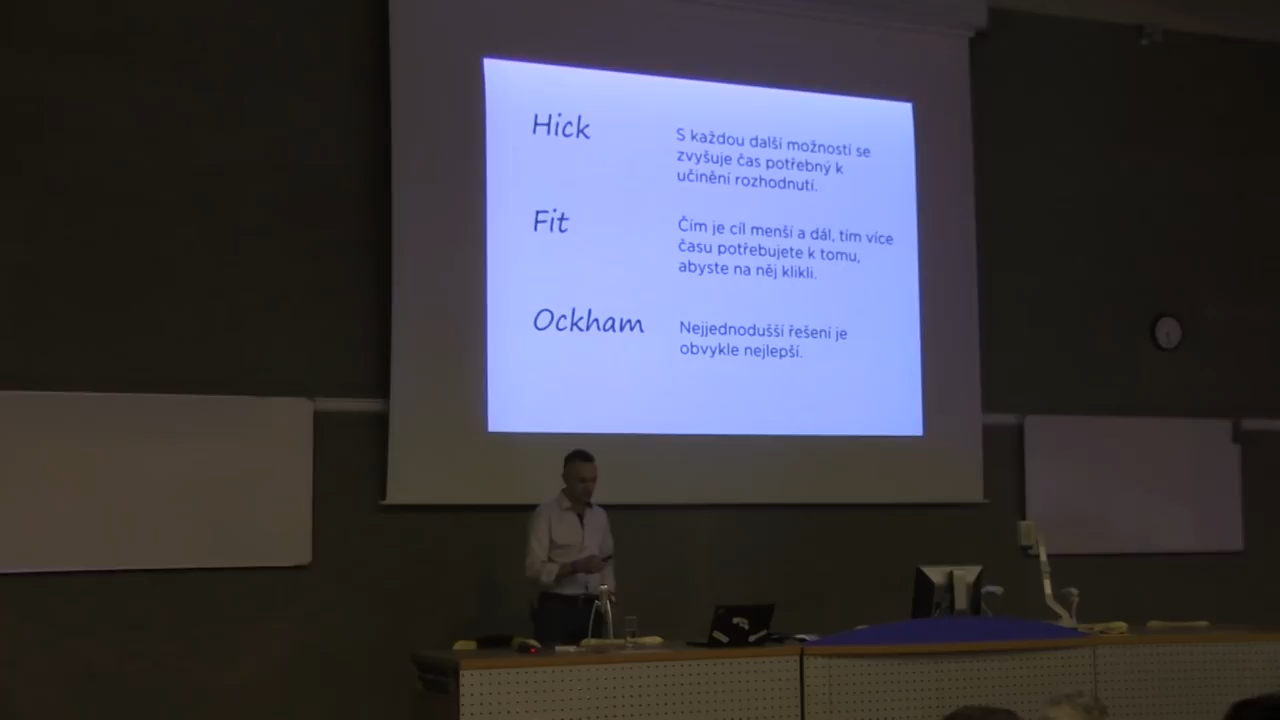 Hick
S každou další možností se
zvyšuje čas potřebný k
učinění rozhodnutí.
Fit
Čím je cíl menší a dál, tím více
času potřebujete k tomu,
abyste na něj klikli.
Ockham
Nejjednodušší řešení je
obvykle nejlepší.